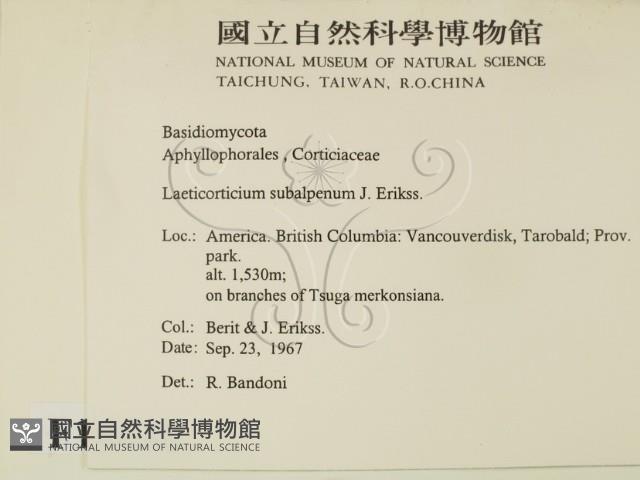 國立自然科學博物館
NATIONAL MUSEUM OF NATURAL SCIENCE
TAICHUNG, TAIWAN, R.O.CHINA
Basidiomycota
Aphyllophorales , Corticiaceae
Laeticorticium subalpenum J. Erikss.
Loc.: America. British Columbia: Vancouverdisk, Tarobald; Prov.
park.
alt. 1,530m;
on branches of Tsuga merkonsiana.
Col.: Berit & J. Erikss.
Date: Sep. 23, 1967
Det.: R. Bandoni
國立自然科學博物館
NATIONAL MUSEUM OF NATURAL SCIENCE